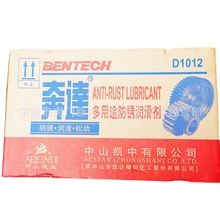 BENTECH
D1012
奔達
ANTI-RUST LUBRICANT
多用途防锈润滑剂
防锈·润滑·松动
AESTAR
中山凯中有限公司
AESTAR (ZHONGSHAN) CO.,LTD.